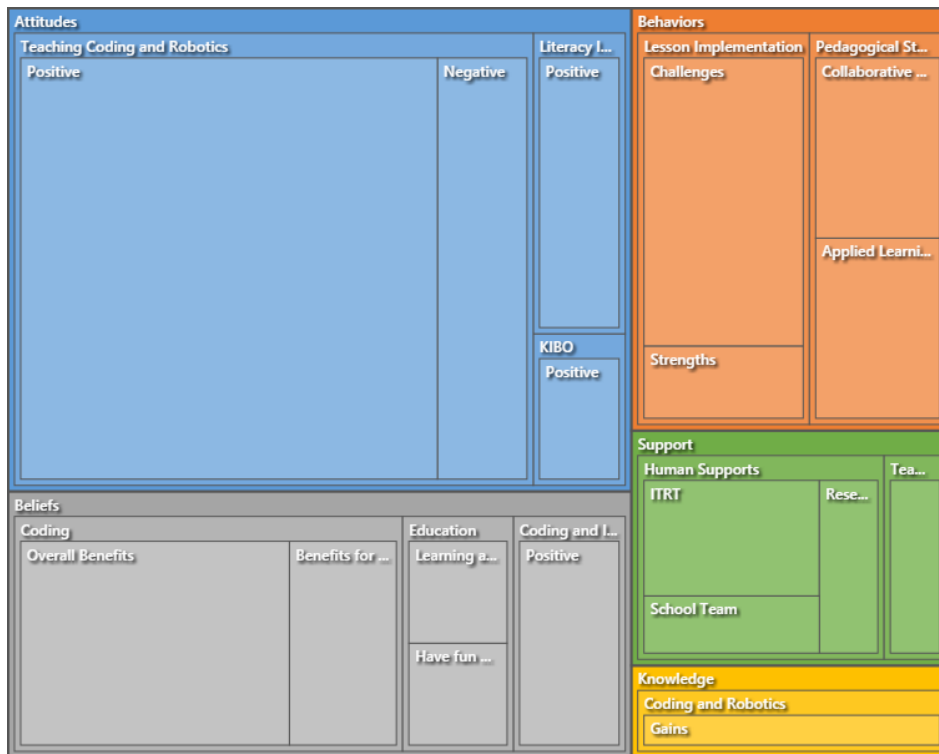 Attitudes
Teaching Coding and Robotics
Positive
Negative
Literacy I...
Positive
KIBO
Positive
Behaviors
Lesson Implementation
Challenges
Strengths
Pedagogical St...
Collaborative ...
Applied Learni...
Beliefs
Coding
Overall Benefits
Benefits for ...
Education
Learning a...
Have fun ...
Coding and I...
Positive
Support
Human Supports
ITRT
School Team
Rese...
Tea...
Knowledge
Coding and Robotics
Gains